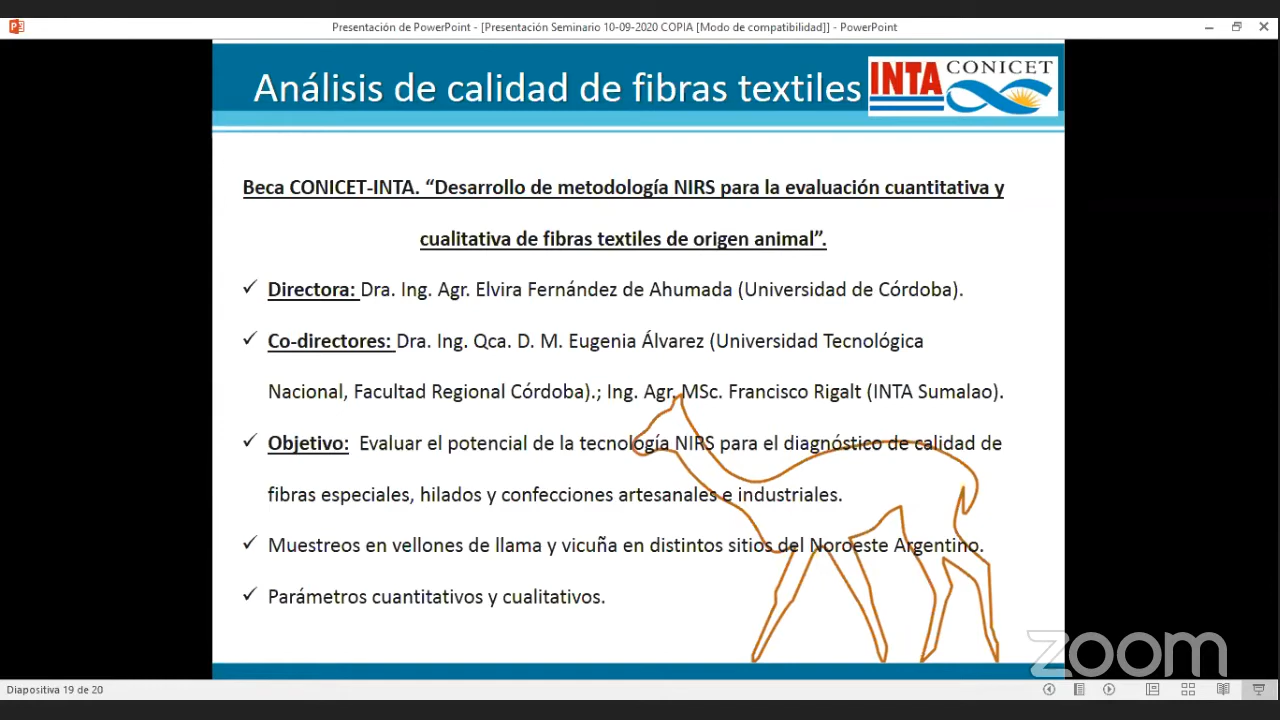 Presentación de PowerPoint - [Presentación Seminario 10-09-2020 COPIA [Modo de compatibilidad]] - PowerPoint
Análisis de calidad de fibras textiles
INTA CONICET
Beca CONICET-INTA. “Desarrollo de metodología NIRS para la evaluación cuantitativa y
cualitativa de fibras textiles de origen animal”.
✓ Directora: Dra. Ing. Agr. Elvira Fernández de Ahumada (Universidad de Córdoba).
✓ Co-directores: Dra. Ing. Qca. D. M. Eugenia Álvarez (Universidad Tecnológica
Nacional, Facultad Regional Córdoba).; Ing. Agr. MSc. Francisco Rigalt (INTA Sumalao).
✓ Objetivo: Evaluar el potencial de la tecnología NIRS para el diagnóstico de calidad de
fibras especiales, hilados y confecciones artesanales e industriales.
✓ Muestreos en vellones de llama y vicuña en distintos sitios del Noroeste Argentino.
✓ Parámetros cuantitativos y cualitativos.
zoom
Diapositiva 19 de 20